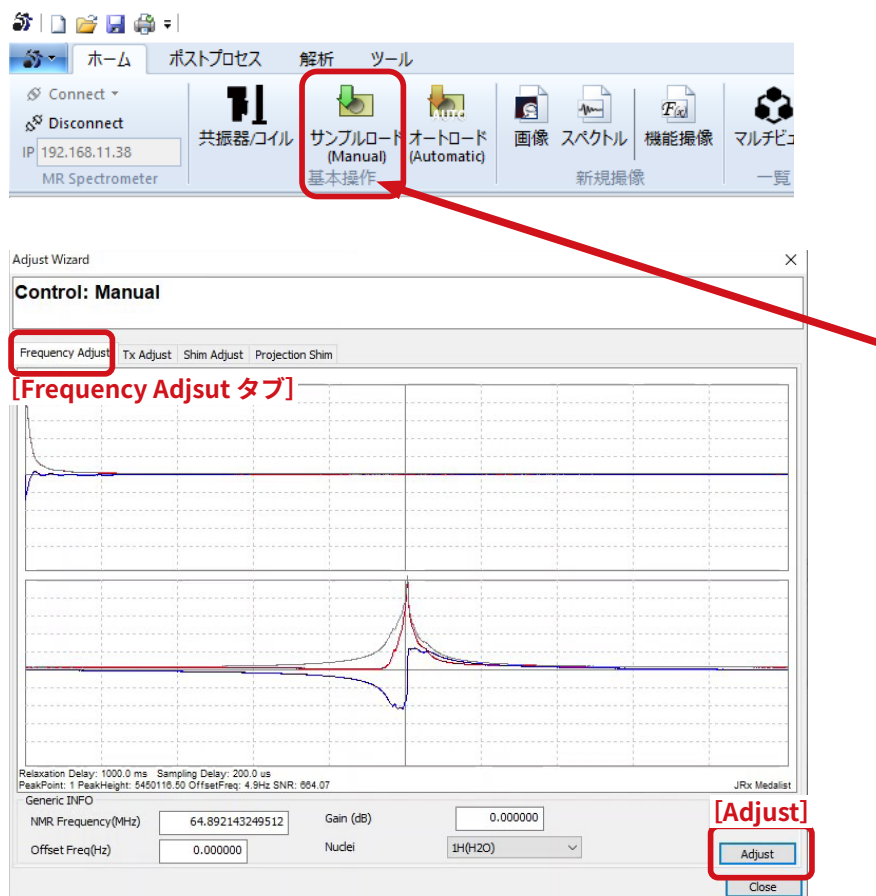 ホーム ポストプロセス 解析 ツール
Connect
Disconnect
IP 192.168.11.38
MR Spectrometer
共振器/コイル
サンプルロード
(Manual)
オートロード
(Automatic)
基本操作
AUTO
画像
スペクトル
F(x)
機能撮像
新規撮像
マルチビュ
一覧
Adjust Wizard
Control: Manual
Frequency Adjust Tx Adjust Shim Adjust Projection Shim
[Frequency Adjsut タブ]
Relaxation Delay: 1000.0 ms Sampling Delay: 200.0 us
PeakPoint: 1 PeakHeight: 5450116.50 OffsetFreq: 4.9Hz SNR: 664.07
JRx Medalist
Generic INFO
NMR Frequency(MHz) 64.892143249512 Gain (dB) 0.000000
Offset Freq(Hz) 0.000000 Nuclei 1H(H2O)
[Adjust]
Adjust
Close